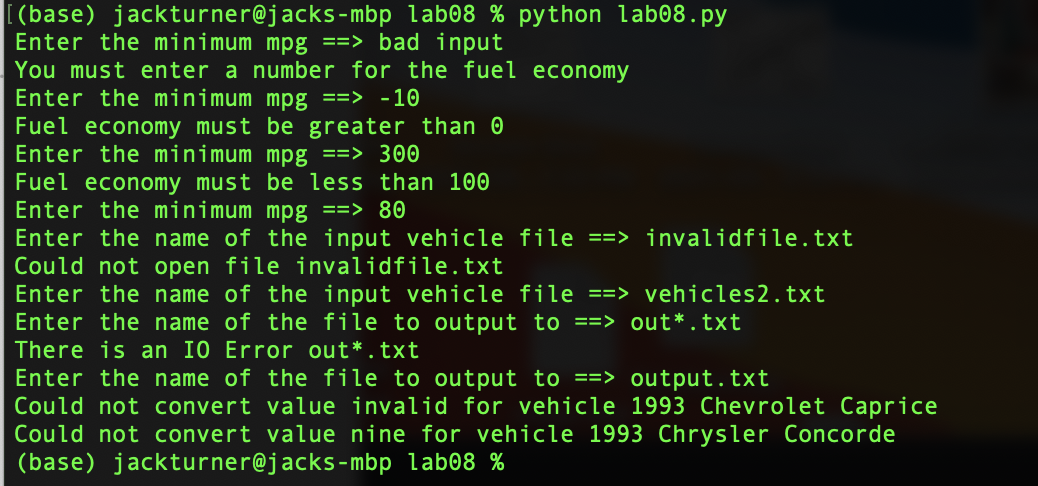 [(base) jackturner@jacks-mbp lab08 % python lab08.py
Enter the minimum mpg ==> bad input
You must enter a number for the fuel economy
Enter the minimum mpg ==> -10
Fuel economy must be greater than 0
Enter the minimum mpg ==> 300
Fuel economy must be less than 100
Enter the minimum mpg ==> 80
Enter the name of the input vehicle file ==> invalidfile.txt
Could not open file invalidfile.txt
Enter the name of the input vehicle file ==> vehicles2.txt
Enter the name of the file to output to ==> out*.txt
There is an IO Error out*.txt
Enter the name of the file to output to ==> output.txt
Could not convert value invalid for vehicle 1993 Chevrolet Caprice
Could not convert value nine for vehicle 1993 Chrysler Concorde
(base) jackturner@jacks-mbp lab08 %